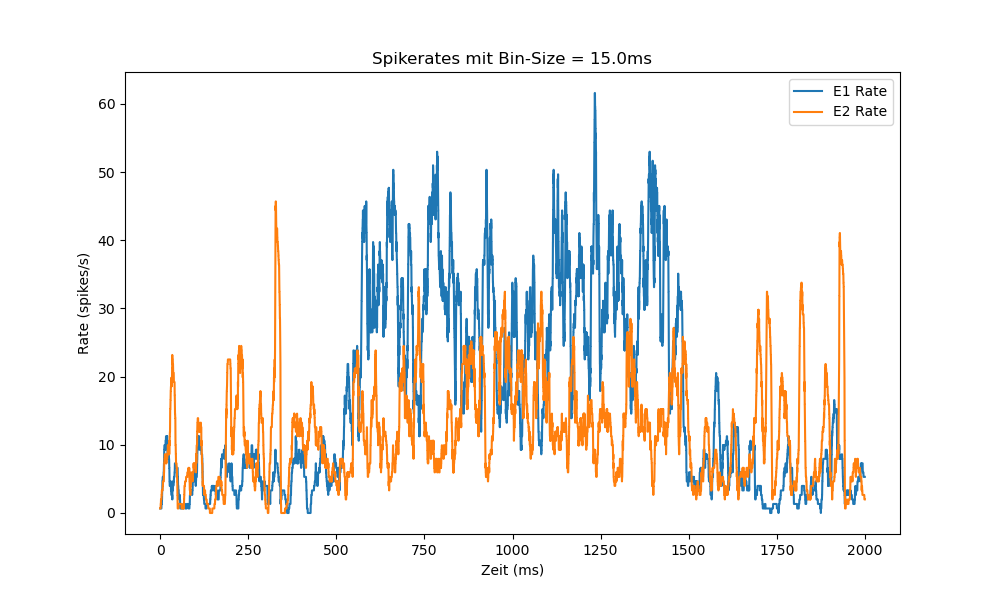 Spikerates mit Bin-Size = 15.0ms
E1 Rate
E2 Rate
Rate (spikes/s)
60
50
40
30
20
10
0
0 250 500 750 1000 1250 1500 1750 2000
Zeit (ms)